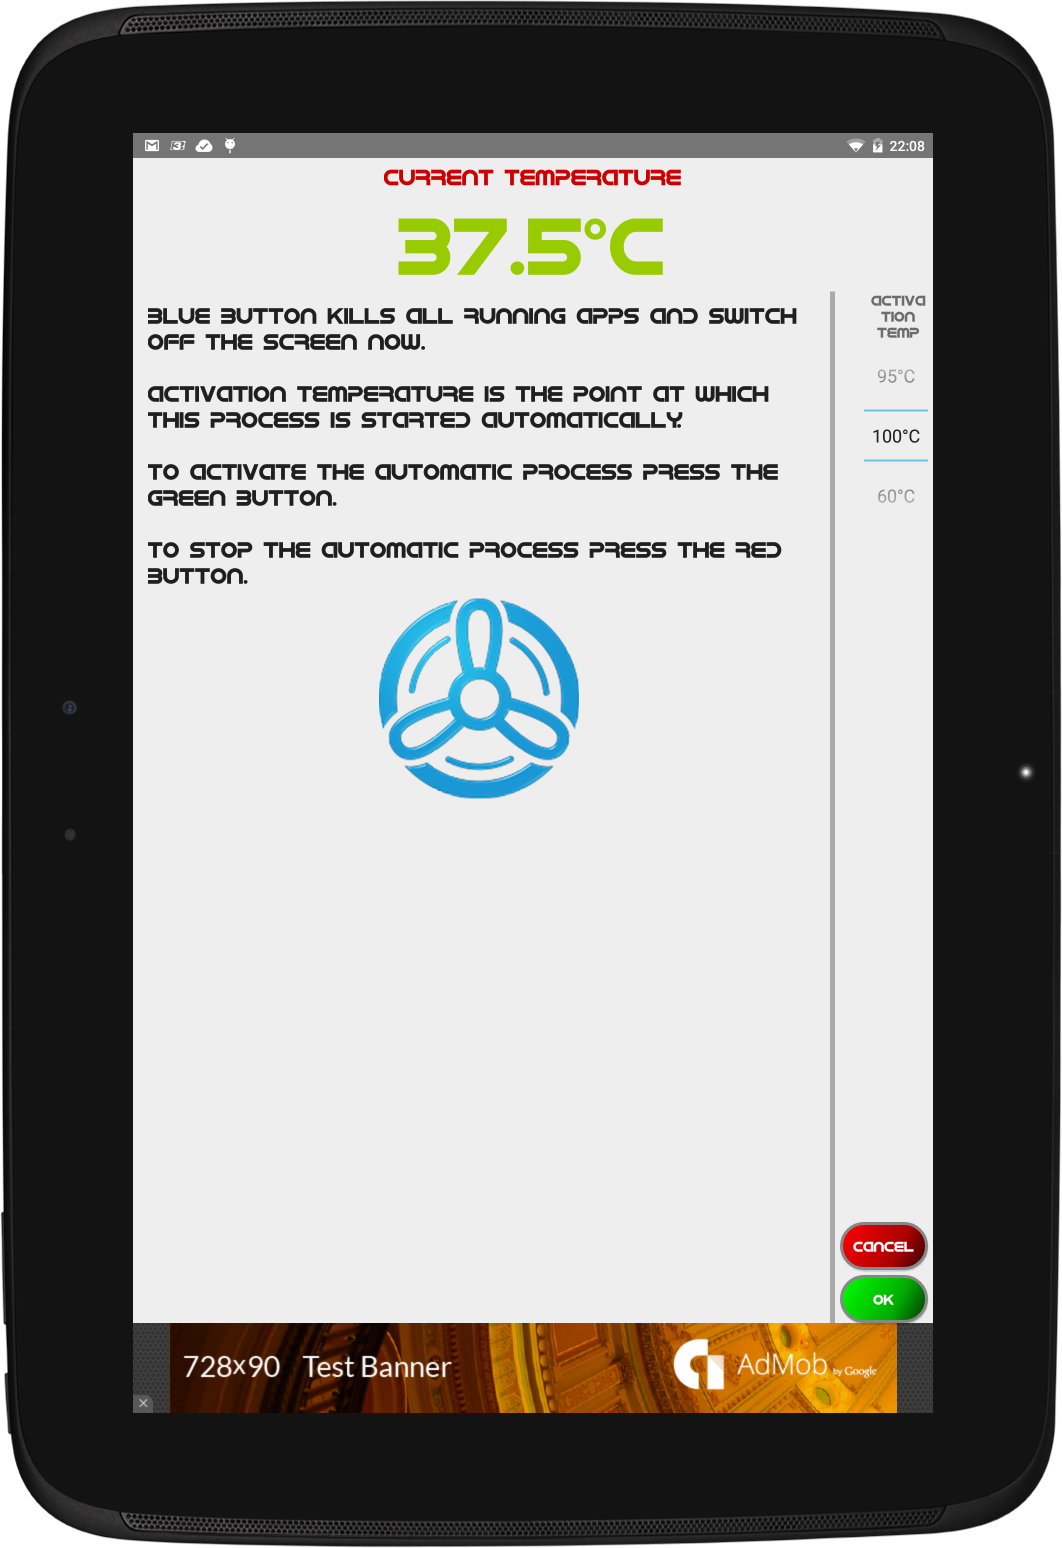 22:08
CURRENT TEMPERATURE
37.5°C
BLUE BUTTON KILLS ALL RUNNING APPS AND SWITCH
OFF THE SCREEN NOW.
ACTIVATION TEMPERATURE IS THE POINT AT WHICH
THIS PROCESS IS STARTED AUTOMATICALLY.
TO ACTIVATE THE AUTOMATIC PROCESS PRESS THE
GREEN BUTTON.
TO STOP THE AUTOMATIC PROCESS PRESS THE RED
BUTTON.
ACTIVA
TION
TEMP
95°C
100°C
60°C
CANCEL
OK
728x90 Test Banner
AdMob by Google